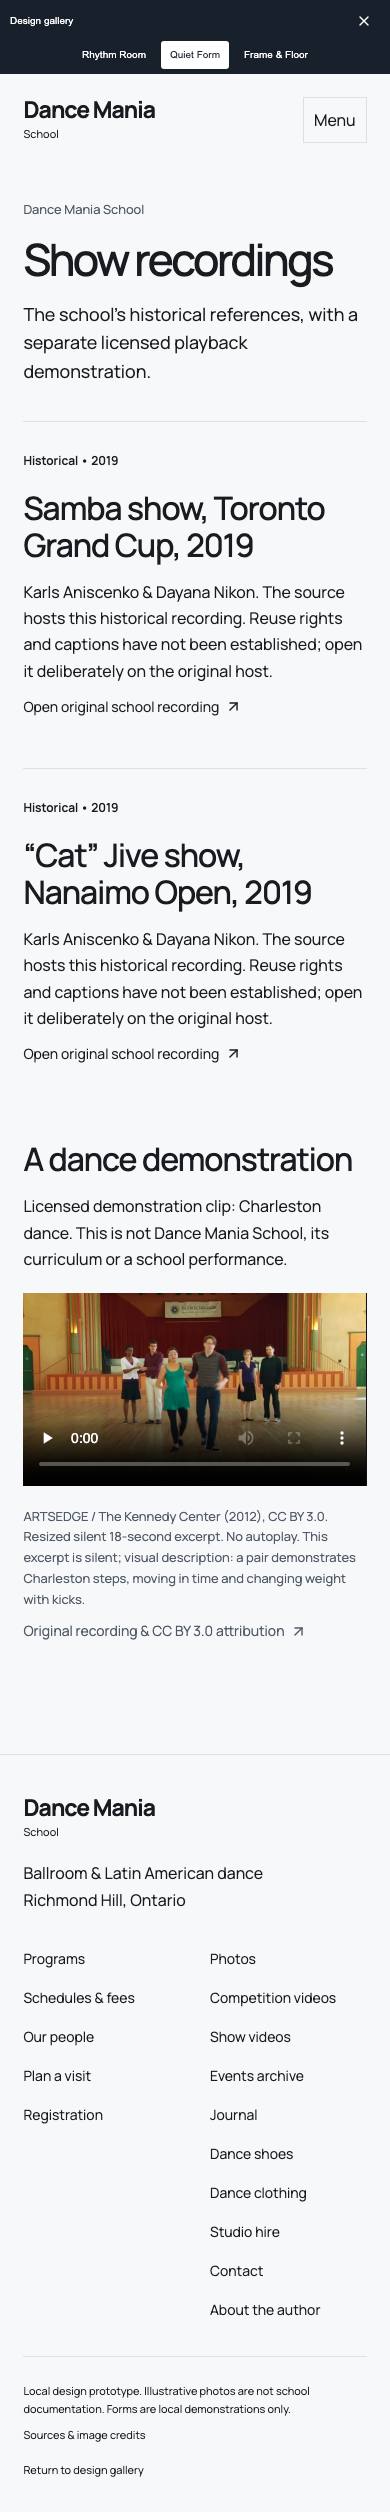 Design gallery
Rhythm Room
Quiet Form
Frame & Floor
Dance Mania
School
Menu
Dance Mania School
Show recordings
The school’s historical references, with a
separate licensed playback
demonstration.
Historical • 2019
Samba show, Toronto
Grand Cup, 2019
Karls Aniscenko & Dayana Nikon. The source
hosts this historical recording. Reuse rights
and captions have not been established; open
it deliberately on the original host.
Open original school recording
Historical • 2019
“Cat” Jive show,
Nanaimo Open, 2019
Karls Aniscenko & Dayana Nikon. The source
hosts this historical recording. Reuse rights
and captions have not been established; open
it deliberately on the original host.
Open original school recording
A dance demonstration
Licensed demonstration clip: Charleston
dance. This is not Dance Mania School, its
curriculum or a school performance.
0:00
ARTSEDGE / The Kennedy Center (2012), CC BY 3.0.
Resized silent 18-second excerpt. No autoplay. This
excerpt is silent; visual description: a pair demonstrates
Charleston steps, moving in time and changing weight
with kicks.
Original recording & CC BY 3.0 attribution
Dance Mania
School
Ballroom & Latin American dance
Richmond Hill, Ontario
Programs
Schedules & fees
Our people
Plan a visit
Registration
Photos
Competition videos
Show videos
Events archive
Journal
Dance shoes
Dance clothing
Studio hire
Contact
About the author
Local design prototype. Illustrative photos are not school
documentation. Forms are local demonstrations only.
Sources & image credits
Return to design gallery